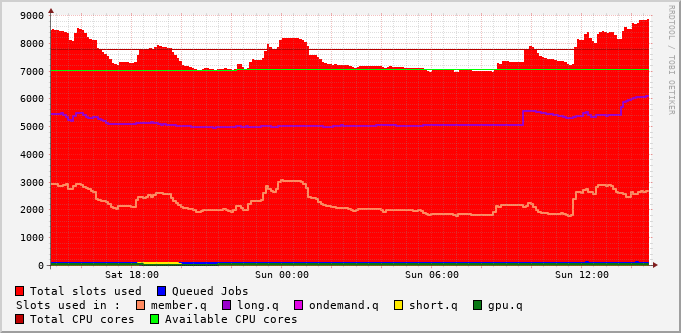 9000
8000
7000
6000
5000
4000
3000
2000
1000
0
Sat 18:00 Sun 00:00 Sun 06:00 Sun 12:00
RRDTOOL / TOBI OETIKER
Total slots used Queued Jobs
Slots used in : member.q long.q ondemand.q short.q gpu.q
Total CPU cores Available CPU cores